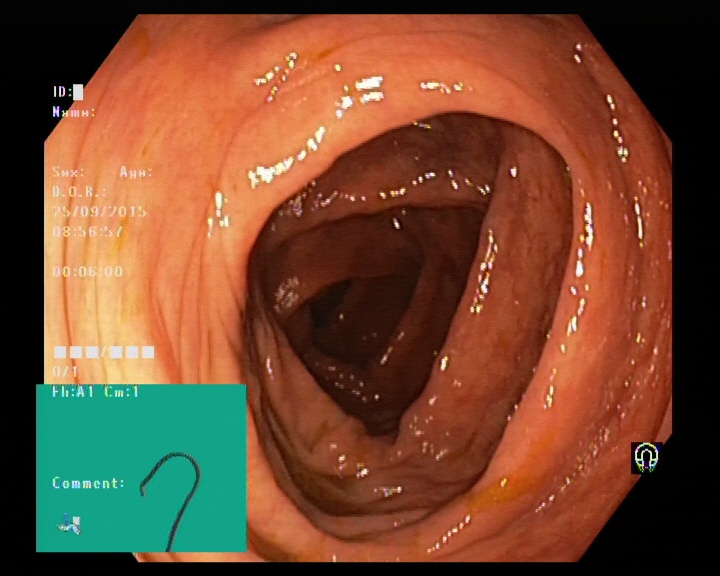 ID:
Name:
Sex: Age:
D.O.B.:
25/09/2015
08:56:57
00:06:00
/
0/1
Ph:A1 Cm:1
Comment: